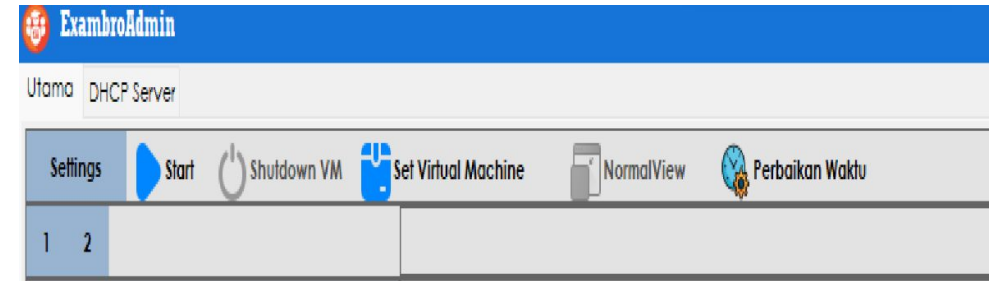 ExambroAdmin
Utama DHCP Server
Settings Start Shutdown VM Set Virtual Machine NormalView Perbaikan Waktu
1 2